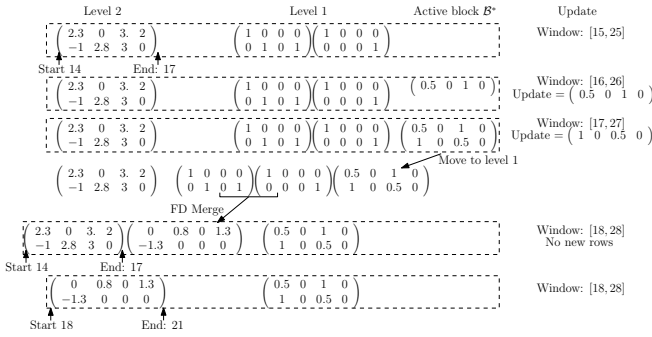 Level 2 Level 1 Active block B* Update
( 2.3 0 3. 2 ) ( 1 0 0 0 ) ( 1 0 0 0 ) Window: [15, 25]
( −1 2.8 3 0 ) ( 0 1 0 1 ) ( 0 0 0 1 )
Start 14 End: 17
( 2.3 0 3. 2 ) ( 1 0 0 0 ) ( 1 0 0 0 ) ( 0.5 0 1 0 ) Window: [16, 26]
( −1 2.8 3 0 ) ( 0 1 0 1 ) ( 0 0 0 1 ) Update = ( 0.5 0 1 0 )
( 2.3 0 3. 2 ) ( 1 0 0 0 ) ( 1 0 0 0 ) ( 0.5 0 1 0 ) Window: [17, 27]
( −1 2.8 3 0 ) ( 0 1 0 1 ) ( 0 0 0 1 ) ( 1 0 0.5 0 ) Update = ( 1 0 0.5 0 )
Move to level 1
( 2.3 0 3. 2 ) ( 1 0 0 0 ) ( 1 0 0 0 ) ( 0.5 0 1 0 )
( −1 2.8 3 0 ) ( 0 1 0 1 ) ( 0 0 0 1 ) ( 1 0 0.5 0 )
FD Merge
( 2.3 0 3. 2 ) ( 0 0.8 0 1.3 ) ( 0.5 0 1 0 ) Window: [18, 28]
( −1 2.8 3 0 ) ( −1.3 0 0 0 ) ( 1 0 0.5 0 ) No new rows
Start 14 End: 17
( 0 0.8 0 1.3 ) ( 0.5 0 1 0 ) Window: [18, 28]
( −1.3 0 0 0 ) ( 1 0 0.5 0 )
Start 18 End: 21